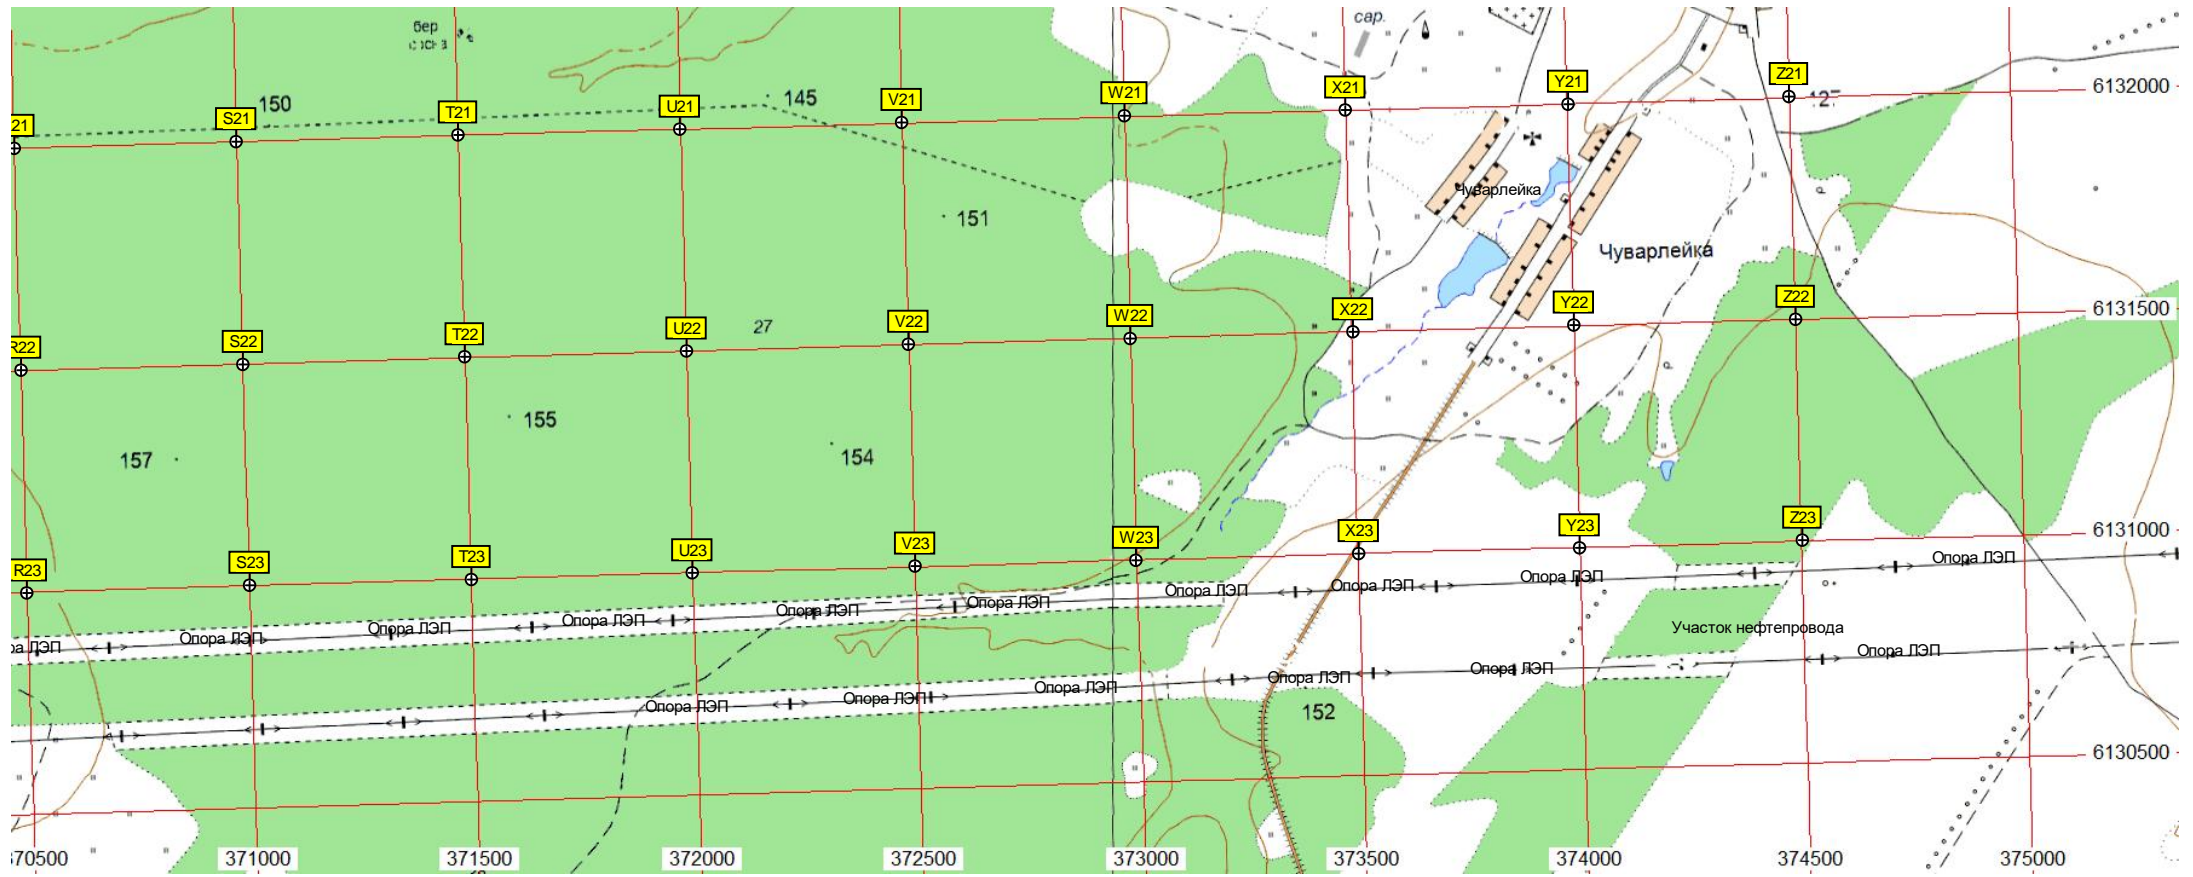 бер
сар.
150
145
127
21
S21
T21
U21
V21
W21
X21
Y21
Z21
6132000
Чуварлейка
151
Чуварлейка
R22
S22
T22
U22
27
V22
W22
X22
Y22
Z22
6131500
р
р
155
157
154
R23
S23
T23
U23
V23
W23
X23
Y23
Z23
6131000
ра ЛЭП
Опора ЛЭП
Опора ЛЭП
Опора ЛЭП
Опора ЛЭП
Опора ЛЭП
Опора ЛЭП
Опора ЛЭП
Опора ЛЭП
Опора ЛЭП
Участок нефтепровода
Опора ЛЭП
Опора ЛЭП
Опора ЛЭП
Опора ЛЭП
Опора ЛЭП
Опора ЛЭП
152
6130500
370500
371000
371500
372000
372500
373000
373500
374000
374500
375000